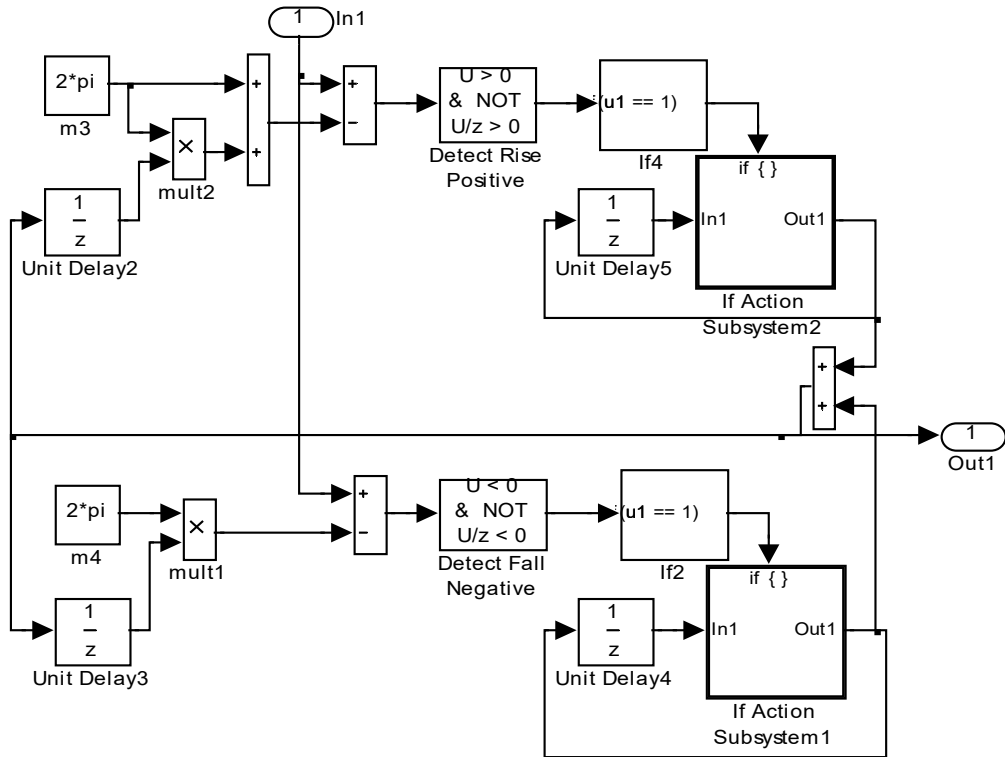 1
In1
2*pi
m3
+
+
×
mult2
1
z
Unit Delay2
+
−
U > 0
& NOT
U/z > 0
Detect Rise
Positive
(u1 == 1)
If4
if { }
In1
Out1
If Action
Subsystem2
1
z
Unit Delay5
+
+
1
Out1
2*pi
m4
×
mult1
1
z
Unit Delay3
+
−
U < 0
& NOT
U/z < 0
Detect Fall
Negative
(u1 == 1)
If2
if { }
In1
Out1
If Action
Subsystem1
1
z
Unit Delay4